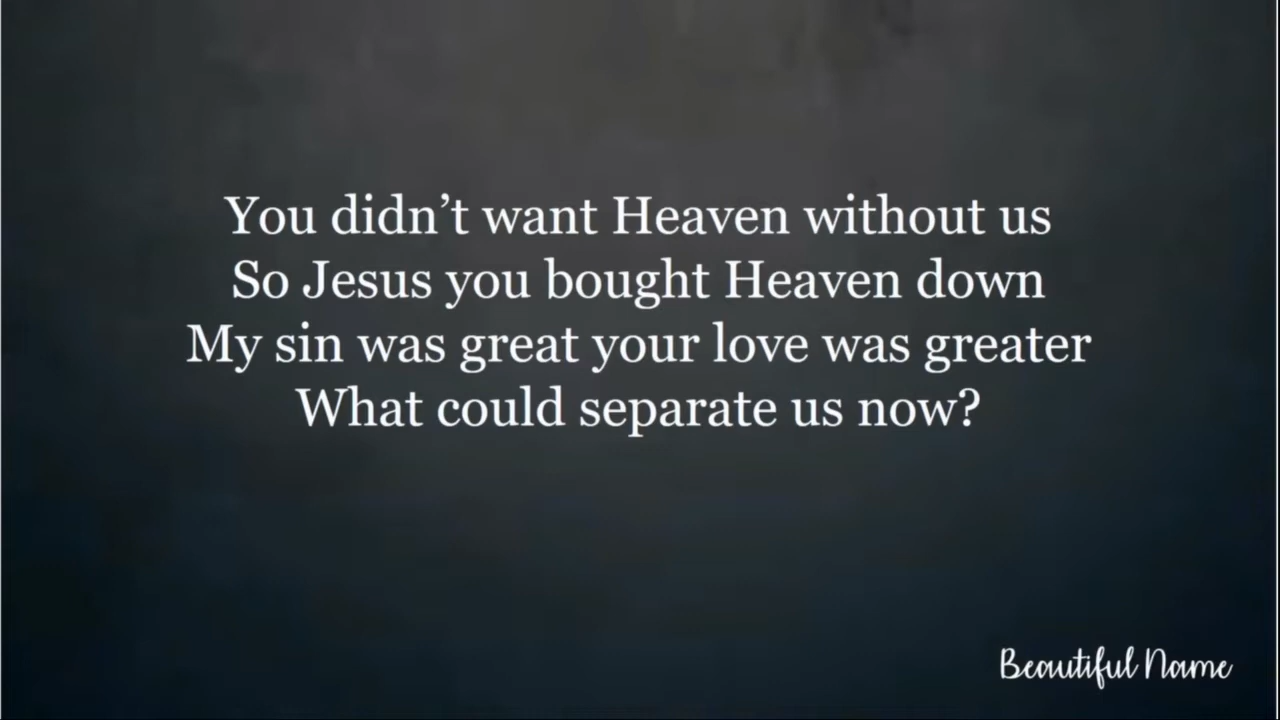 You didn’t want Heaven without us
So Jesus you bought Heaven down
My sin was great your love was greater
What could separate us now?
Beautiful Name